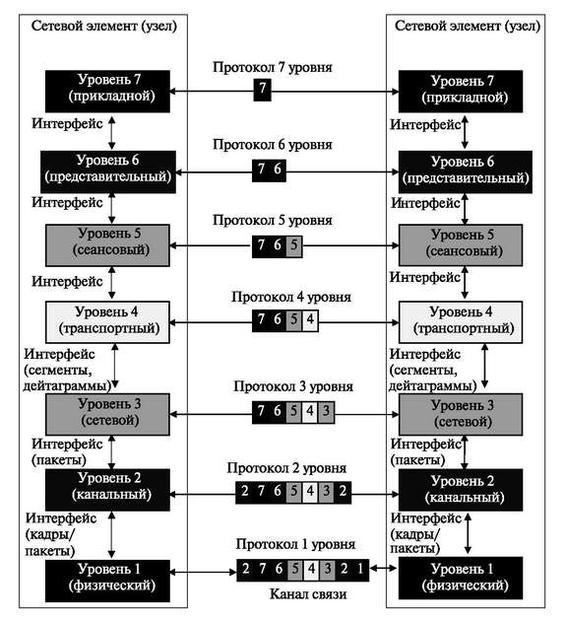 Сетевой элемент (узел)
Сетевой элемент (узел)
Уровень 7
(прикладной)
Протокол 7 уровня
7
Уровень 7
(прикладной)
Интерфейс
Интерфейс
Уровень 6
(представительный)
Протокол 6 уровня
7 6
Уровень 6
(представительный)
Интерфейс
Интерфейс
Уровень 5
(сеансовый)
Протокол 5 уровня
7 6 5
Уровень 5
(сеансовый)
Интерфейс
Интерфейс
Уровень 4
(транспортный)
Протокол 4 уровня
7 6 5 4
Уровень 4
(транспортный)
Интерфейс
(сегменты,
дейтаграммы)
Интерфейс
(сегменты,
дейтаграммы)
Уровень 3
(сетевой)
Протокол 3 уровня
7 6 5 4 3
Уровень 3
(сетевой)
Интерфейс
(пакеты)
Интерфейс
(пакеты)
Уровень 2
(канальный)
Протокол 2 уровня
2 7 6 5 4 3 2
Уровень 2
(канальный)
Интерфейс
(кадры/
пакеты)
Интерфейс
(кадры/
пакеты)
Уровень 1
(физический)
Протокол 1 уровня
2 7 6 5 4 3 2 1
Канал связи
Уровень 1
(физический)